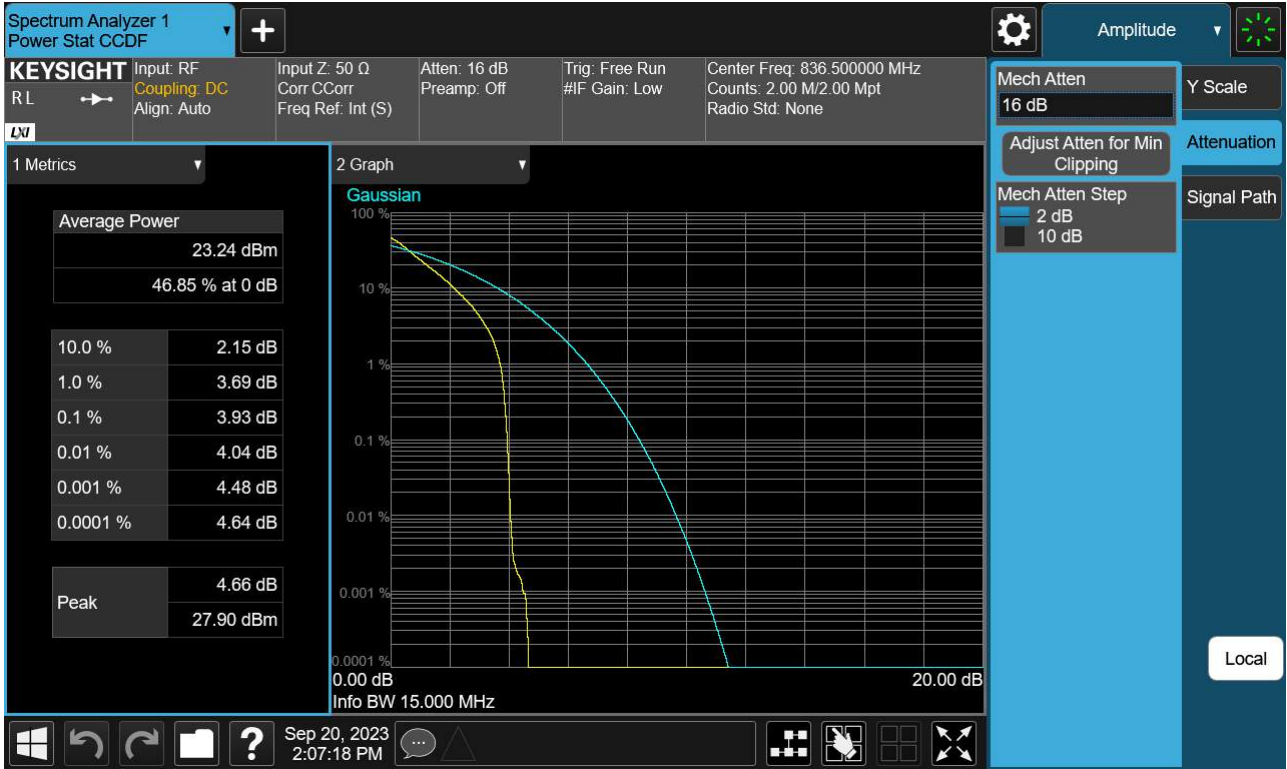 Spectrum Analyzer 1
Power Stat CCDF
Amplitude
KEYSIGHT
R L
LXI
Input: RF
Coupling: DC
Align: Auto
Input Z: 50 Ω
Corr CCorr
Freq Ref: Int (S)
Atten: 16 dB
Preamp: Off
Trig: Free Run
#IF Gain: Low
Center Freq: 836.500000 MHz
Counts: 2.00 M/2.00 Mpt
Radio Std: None
1 Metrics
Average Power
23.24 dBm
46.85 % at 0 dB
10.0 % 2.15 dB
1.0 % 3.69 dB
0.1 % 3.93 dB
0.01 % 4.04 dB
0.001 % 4.48 dB
0.0001 % 4.64 dB
Peak
4.66 dB
27.90 dBm
2 Graph
Gaussian
100 %
10 %
1 %
0.1 %
0.01 %
0.001 %
0.0001 %
0.00 dB 20.00 dB
Info BW 15.000 MHz
Mech Atten
16 dB
Adjust Atten for Min
Clipping
Mech Atten Step
2 dB
10 dB
Y Scale
Attenuation
Signal Path
Local
?
Sep 20, 2023
2:07:18 PM